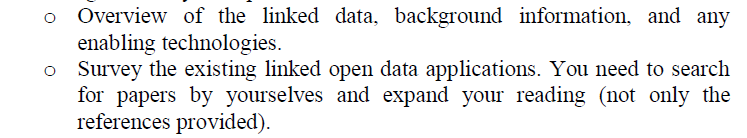 o Overview of the linked data, background information, and any
enabling technologies.
o Survey the existing linked open data applications. You need to search
for papers by yourselves and expand your reading (not only the
references provided).